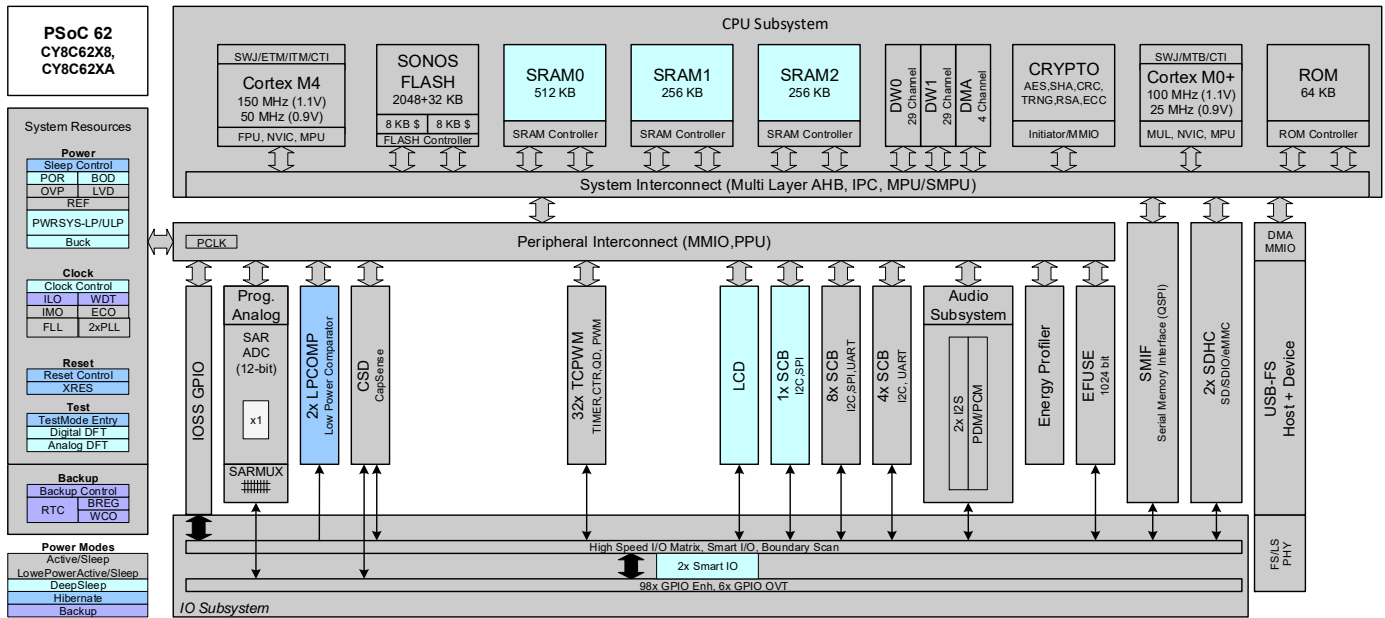 PSoC 62
CY8C62X8,
CY8C62XA
System Resources
Power
Sleep Control
POR BOD
OVP LVD
REF
PWRSYS-LP/ULP
Buck
Clock
Clock Control
ILO WDT
IMO ECO
FLL 2xPLL
Reset
Reset Control
XRES
Test
TestMode Entry
Digital DFT
Analog DFT
Backup
Backup Control
RTC BREG
WCO
Power Modes
Active/Sleep
LowePowerActive/Sleep
DeepSleep
Hibernate
Backup
CPU Subsystem
SWJ/ETM/ITM/CTI
Cortex M4
150 MHz (1.1V)
50 MHz (0.9V)
FPU, NVIC, MPU
SONOS
FLASH
2048+32 KB
8 KB $ 8 KB $
FLASH Controller
SRAM0
512 KB
SRAM Controller
SRAM1
256 KB
SRAM Controller
SRAM2
256 KB
SRAM Controller
DW0
29 Channel
DW1
29 Channel
DMA
4 Channel
CRYPTO
AES,SHA,CRC,
TRNG,RSA,ECC
Initiator/MMIO
SWJ/MTB/CTI
Cortex M0+
100 MHz (1.1V)
25 MHz (0.9V)
MUL, NVIC, MPU
ROM
64 KB
ROM Controller
System Interconnect (Multi Layer AHB, IPC, MPU/SMPU)
PCLK
Peripheral Interconnect (MMIO,PPU)
IOSS GPIO
Prog.
Analog
SAR
ADC
(12-bit)
x1
SARMUX
2x LPCOMP
Low Power Comparator
CSD
CapSense
32x TCPWM
TIMER,CTR,QD, PWM
LCD
1x SCB
I2C,SPI
8x SCB
I2C,SPI,UART
4x SCB
I2C, UART
Audio
Subsystem
2x I2S
PDM/PCM
Energy Profiler
EFUSE
1024 bit
SMIF
Serial Memory Interface (QSPI)
2x SDHC
SD/SDIO/eMMC
DMA
MMIO
USB-FS
Host + Device
FS/LS
PHY
High Speed I/O Matrix, Smart I/O, Boundary Scan
2x Smart IO
98x GPIO Enh, 6x GPIO OVT
IO Subsystem